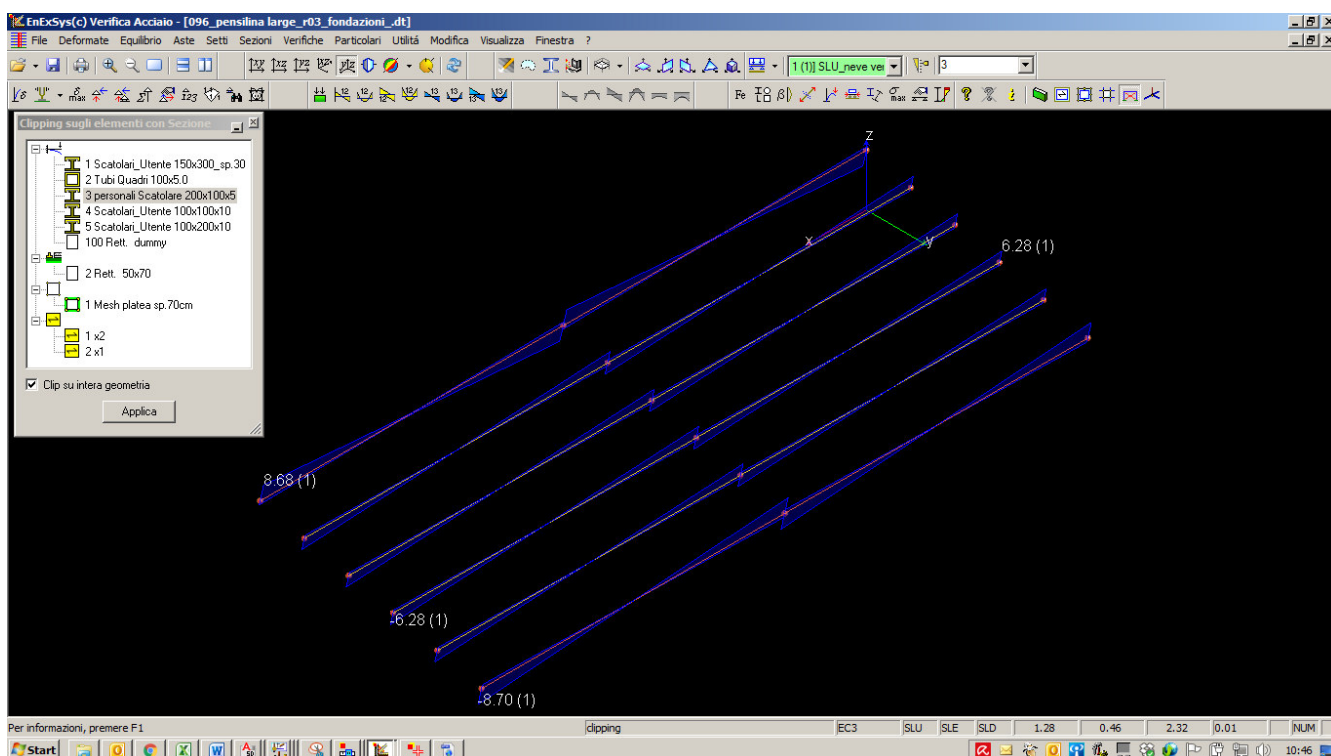 EnExSys(c) Verifica Acciaio - [096_pensilina large_r03_fondazioni_.dt]
File Deformate Equilibrio Aste Setti Sezioni Verifiche Particolari Utilitá Modifica Visualizza Finestra ?
1 (1)] SLU_neve ve
3
Clipping sugli elementi con Sezione
1 Scatolari_Utente 150x300_sp.30
2 Tubi Quadri 100x5.0
3 personali Scatolare 200x100x5
4 Scatolari_Utente 100x100x10
5 Scatolari_Utente 100x200x10
100 Rett. dummy
2 Rett. 50x70
1 Mesh platea sp.70cm
1 x2
2 x1
Clip su intera geometria
Applica
z
x
y
6.28 (1)
8.68 (1)
-6.28 (1)
-8.70 (1)
Per informazioni, premere F1
clipping
EC3
SLU
SLE
SLD
1.28
0.46
2.32
0.01
NUM
Start
10:46